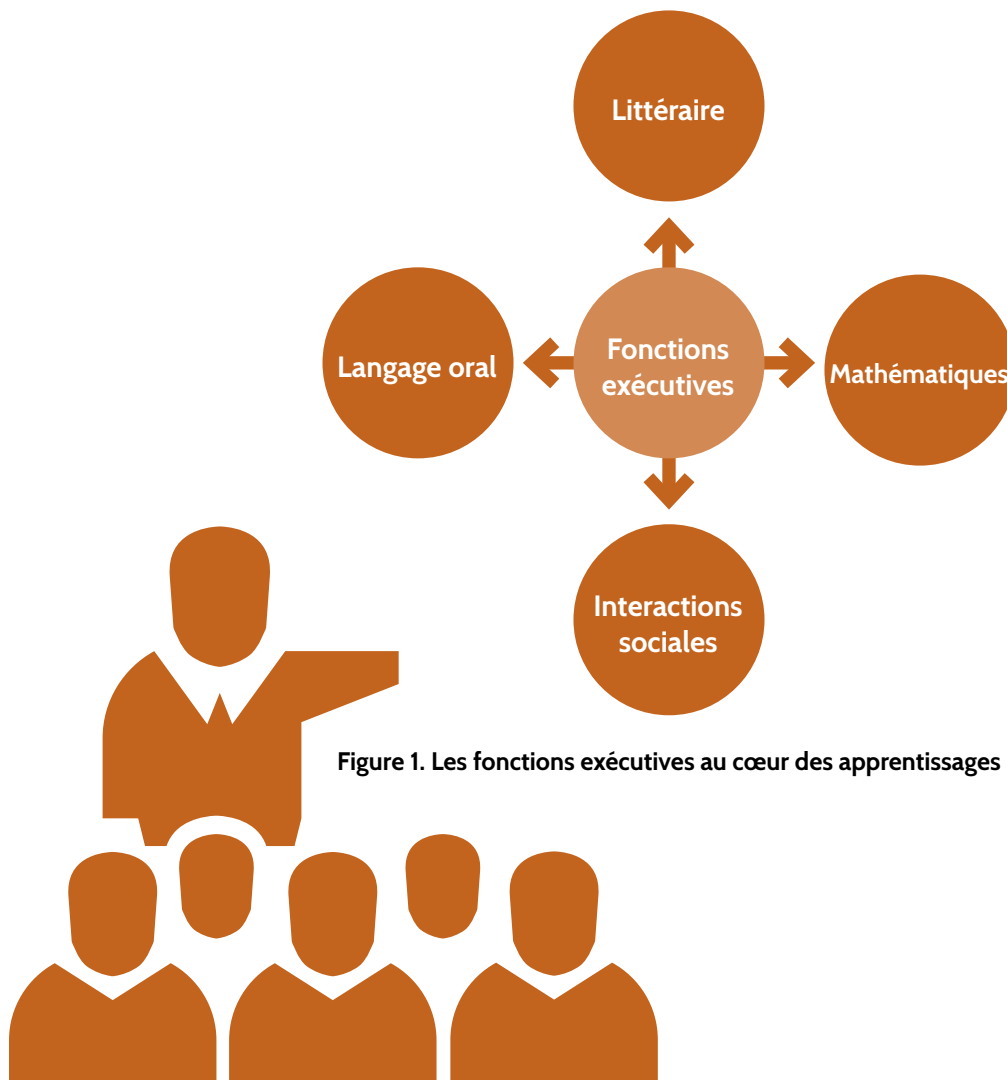 Littéraire
Langage oral
Fonctions
exécutives
Mathématiques
Interactions
sociales
Figure 1. Les fonctions exécutives au cœur des apprentissages